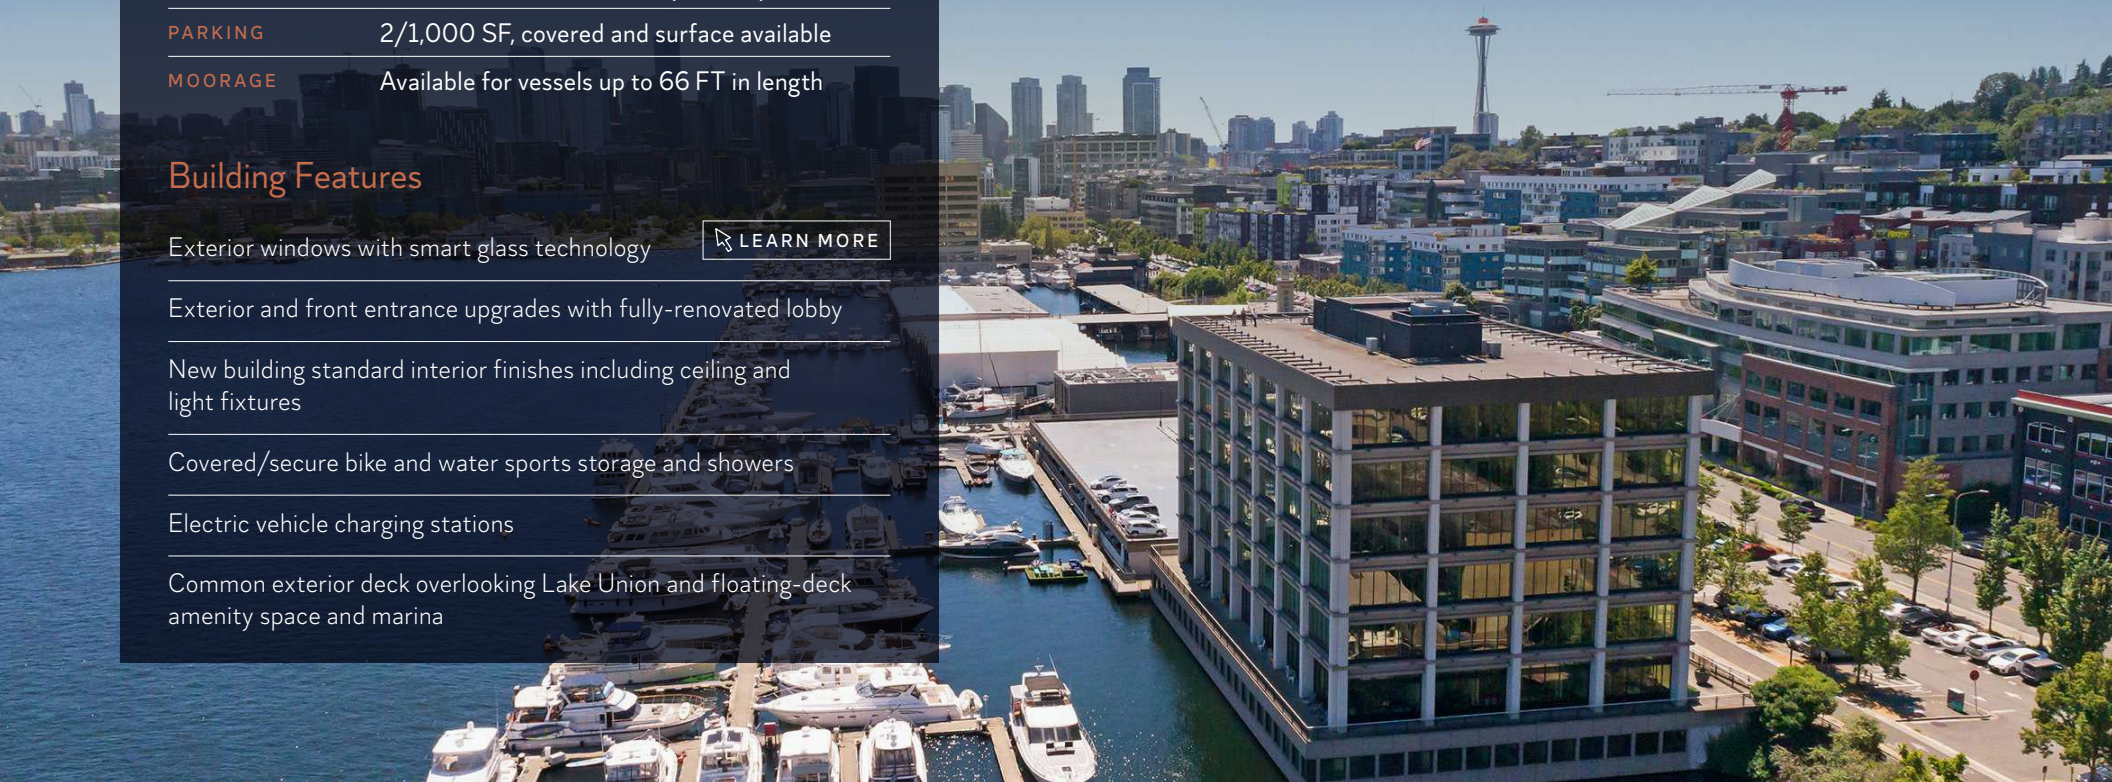 PARKING 2/1,000 SF, covered and surface available
MOORAGE Available for vessels up to 66 FT in length
Building Features
Exterior windows with smart glass technology LEARN MORE
Exterior and front entrance upgrades with fully-renovated lobby
New building standard interior finishes including ceiling and
light fixtures
Covered/secure bike and water sports storage and showers
Electric vehicle charging stations
Common exterior deck overlooking Lake Union and floating-deck
amenity space and marina